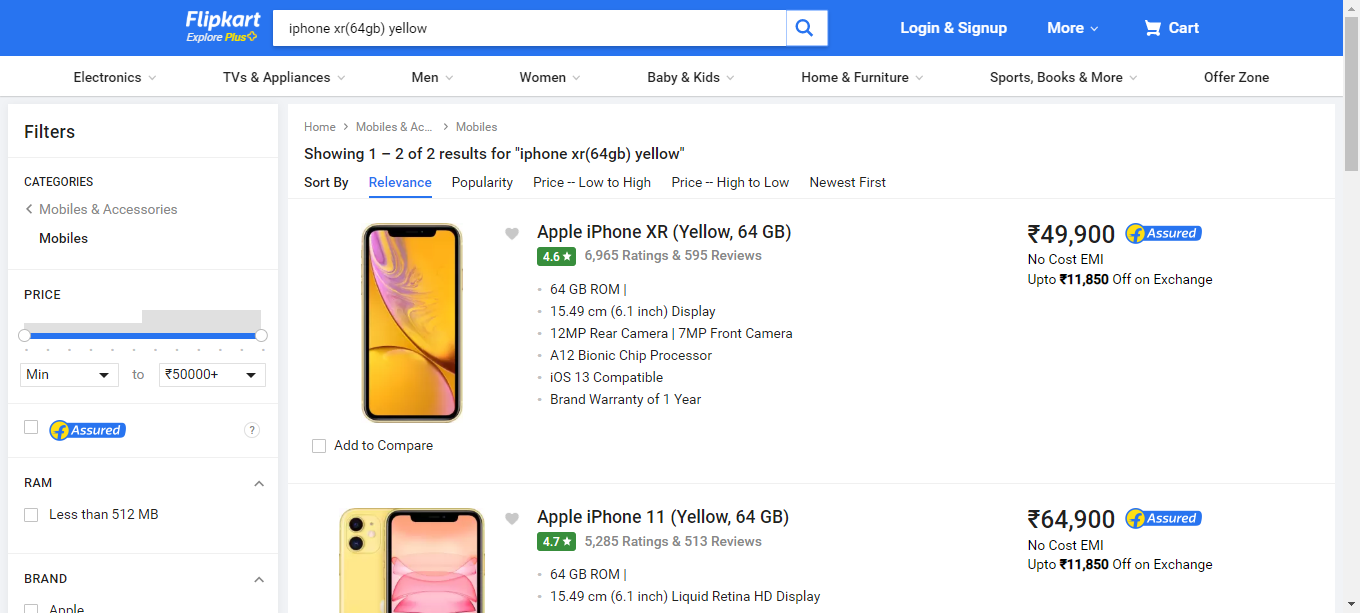 Flipkart
Explore Plus
iphone xr(64gb) yellow
Login & Signup
More
Cart
Electronics
TVs & Appliances
Men
Women
Baby & Kids
Home & Furniture
Sports, Books & More
Offer Zone
Filters
CATEGORIES
Mobiles & Accessories
Mobiles
PRICE
Min
to
₹50000+
Assured
?
RAM
Less than 512 MB
BRAND
Apple
Home
Mobiles & Ac...
Mobiles
Showing 1 – 2 of 2 results for "iphone xr(64gb) yellow"
Sort By
Relevance
Popularity
Price -- Low to High
Price -- High to Low
Newest First
Apple iPhone XR (Yellow, 64 GB)
4.6★ 6,965 Ratings & 595 Reviews
64 GB ROM |
15.49 cm (6.1 inch) Display
12MP Rear Camera | 7MP Front Camera
A12 Bionic Chip Processor
iOS 13 Compatible
Brand Warranty of 1 Year
Add to Compare
₹49,900
Assured
No Cost EMI
Upto ₹11,850 Off on Exchange
Apple iPhone 11 (Yellow, 64 GB)
4.7★ 5,285 Ratings & 513 Reviews
64 GB ROM |
15.49 cm (6.1 inch) Liquid Retina HD Display
₹64,900
Assured
No Cost EMI
Upto ₹11,850 Off on Exchange